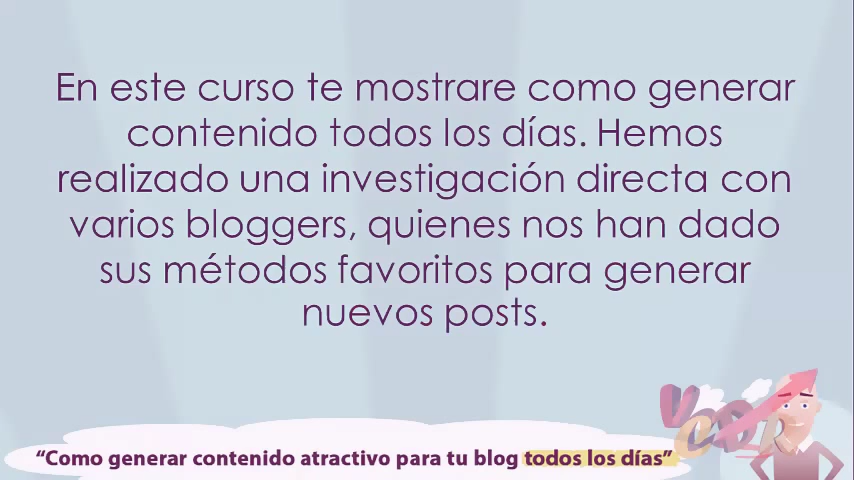 En este curso te mostrare como generar
contenido todos los días. Hemos
realizado una investigación directa con
varios bloggers, quienes nos han dado
sus métodos favoritos para generar
nuevos posts.
“Como generar contenido atractivo para tu blog todos los días”